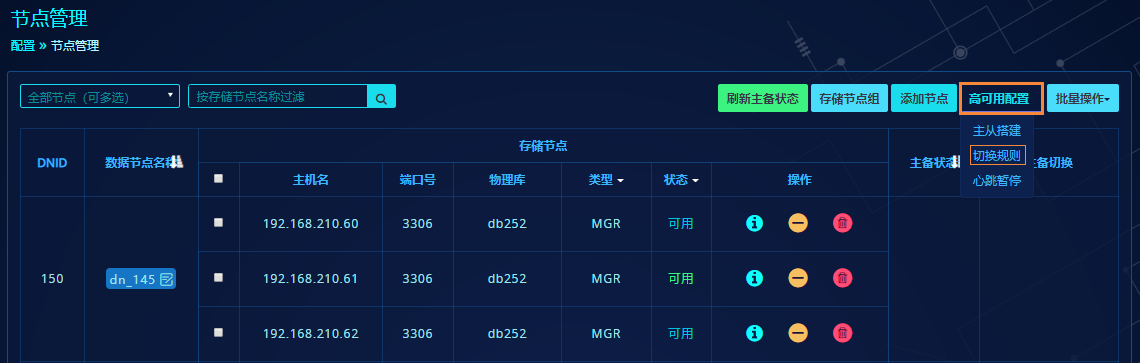 节点管理
配置 » 节点管理
全部节点（可多选）
按存储节点名称过滤
刷新主备状态
存储节点组
添加节点
高可用配置
批量操作
主从搭建
切换规则
心跳暂停
DNID
数据节点名称
存储节点
主备状态
主备切换
主机名
端口号
物理库
类型
状态
操作
150
dn_145
192.168.210.60 3306 db252 MGR 可用
192.168.210.61 3306 db252 MGR 可用
192.168.210.62 3306 db252 MGR 可用